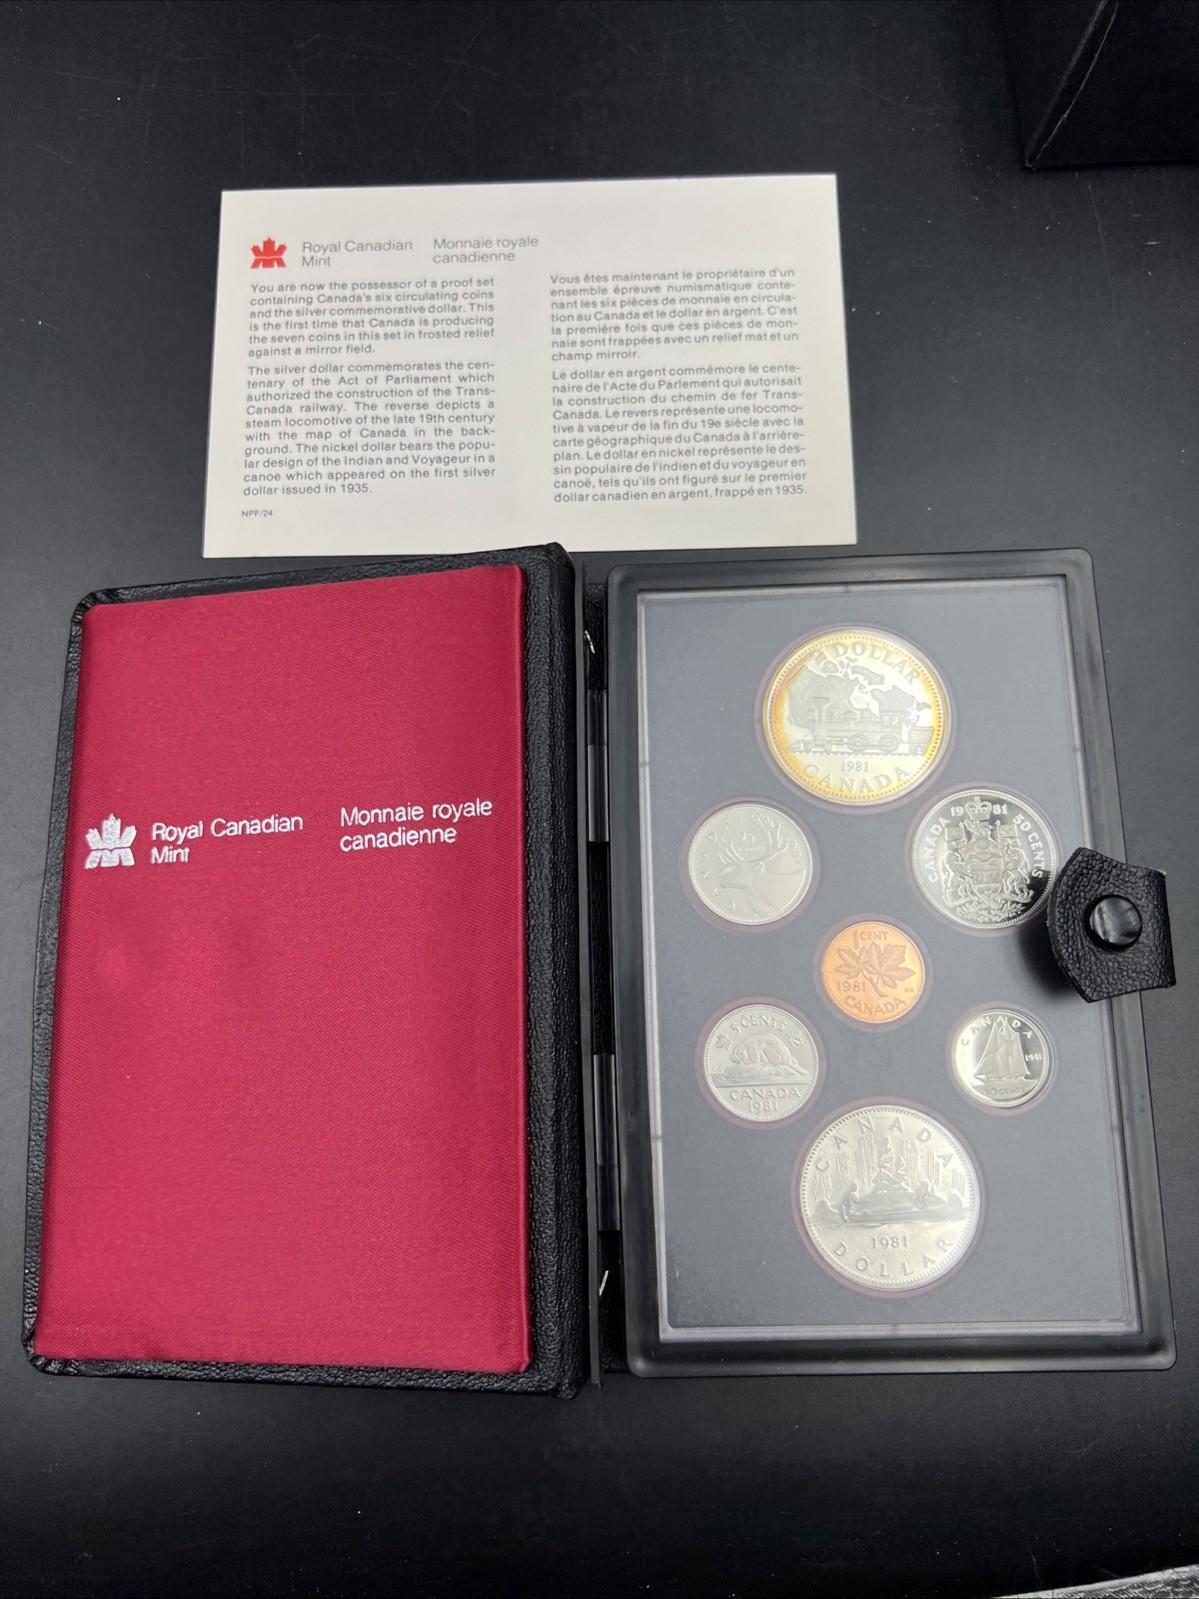 Royal Canadian
Mint
Monnaie royale
canadienne
You are now the possessor of a proof set
containing Canada's six circulating coins
and the silver commemorative dollar. This
is the first time that Canada is producing
the seven coins in this set in frosted relief
against a mirror field.
The silver dollar commemorates the cen-
tenary of the Act of Parliament which
authorized the construction of the Trans-
Canada railway. The reverse depicts a
steam locomotive of the late 19th century
with the map of Canada in the back-
ground. The nickel dollar bears the popu-
lar design of the Indian and Voyageur in a
canoe which appeared on the first silver
dollar issued in 1935.
NPF/24
Vous êtes maintenant le propriétaire d'un
ensemble épreuve numismatique conte-
nant les six pièces de monnaie en circula-
tion au Canada et le dollar en argent. C'est
la première fois que ces pièces de mon-
naie sont frappées avec un relief mat et un
champ mirroir.
Le dollar en argent commémore le cente-
naire de l'Acte du Parlement qui autorisait
la construction du chemin de fer Trans-
Canada. Le revers représente une locomo-
tive à vapeur de la fin du 19e siècle avec la
carte géographique du Canada à l'arrière-
plan. Le dollar en nickel représente le des-
sin populaire de l'indien et du voyageur en
canoë, tels qu'ils ont figuré sur le premier
dollar canadien en argent, frappé en 1935.
Royal Canadian
Mint
Monnaie royale
canadienne
DOLLAR
1981
CANADA
CANADA
25
CENTS
1981
CANADA 1981 50 CENTS
1 CENT
1981
CANADA
5 CENTS
CANADA
1981
CANADA
1981
10 CENTS
CANADA
1981
DOLLAR